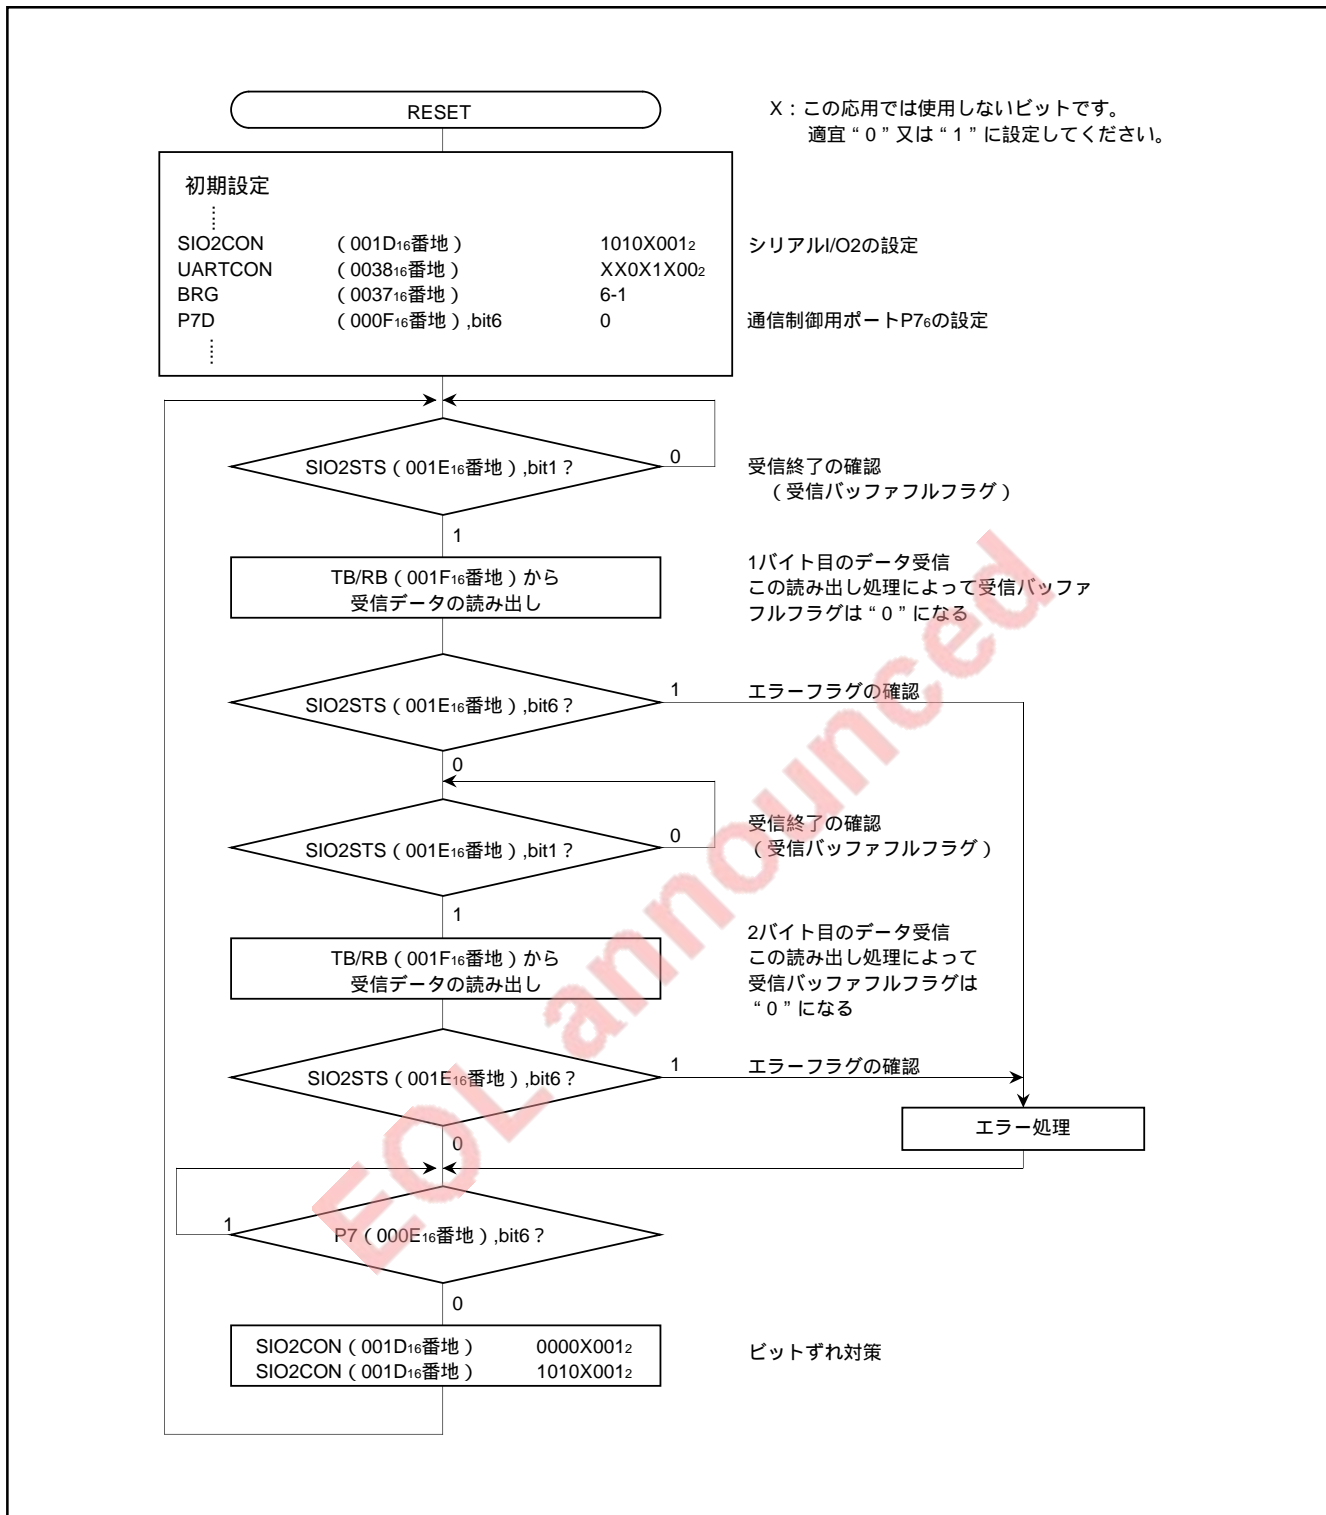 RESET
X：この応用では使用しないビットです。
適宜“0”又は“1”に設定してください。
初期設定
SIO2CON （001D16番地） 1010X0012 シリアルI/O2の設定
UARTCON （003816番地） XX0X1X002
BRG （003716番地） 6-1
P7D （000F16番地）,bit6 0 通信制御用ポートP76の設定
SIO2STS（001E16番地）,bit1？ 0
受信終了の確認
（受信バッファフルフラグ）
1
TB/RB（001F16番地）から
受信データの読み出し
1バイト目のデータ受信
この読み出し処理によって受信バッファ
フルフラグは“0”になる
SIO2STS（001E16番地）,bit6？ 1 エラーフラグの確認
0
SIO2STS（001E16番地）,bit1？ 0
受信終了の確認
（受信バッファフルフラグ）
1
TB/RB（001F16番地）から
受信データの読み出し
2バイト目のデータ受信
この読み出し処理によって
受信バッファフルフラグは
“0”になる
SIO2STS（001E16番地）,bit6？ 1 エラーフラグの確認
エラー処理
0
1 P7（000E16番地）,bit6？
0
SIO2CON（001D16番地） 0000X0012
SIO2CON（001D16番地） 1010X0012
ビットずれ対策
EOL announced